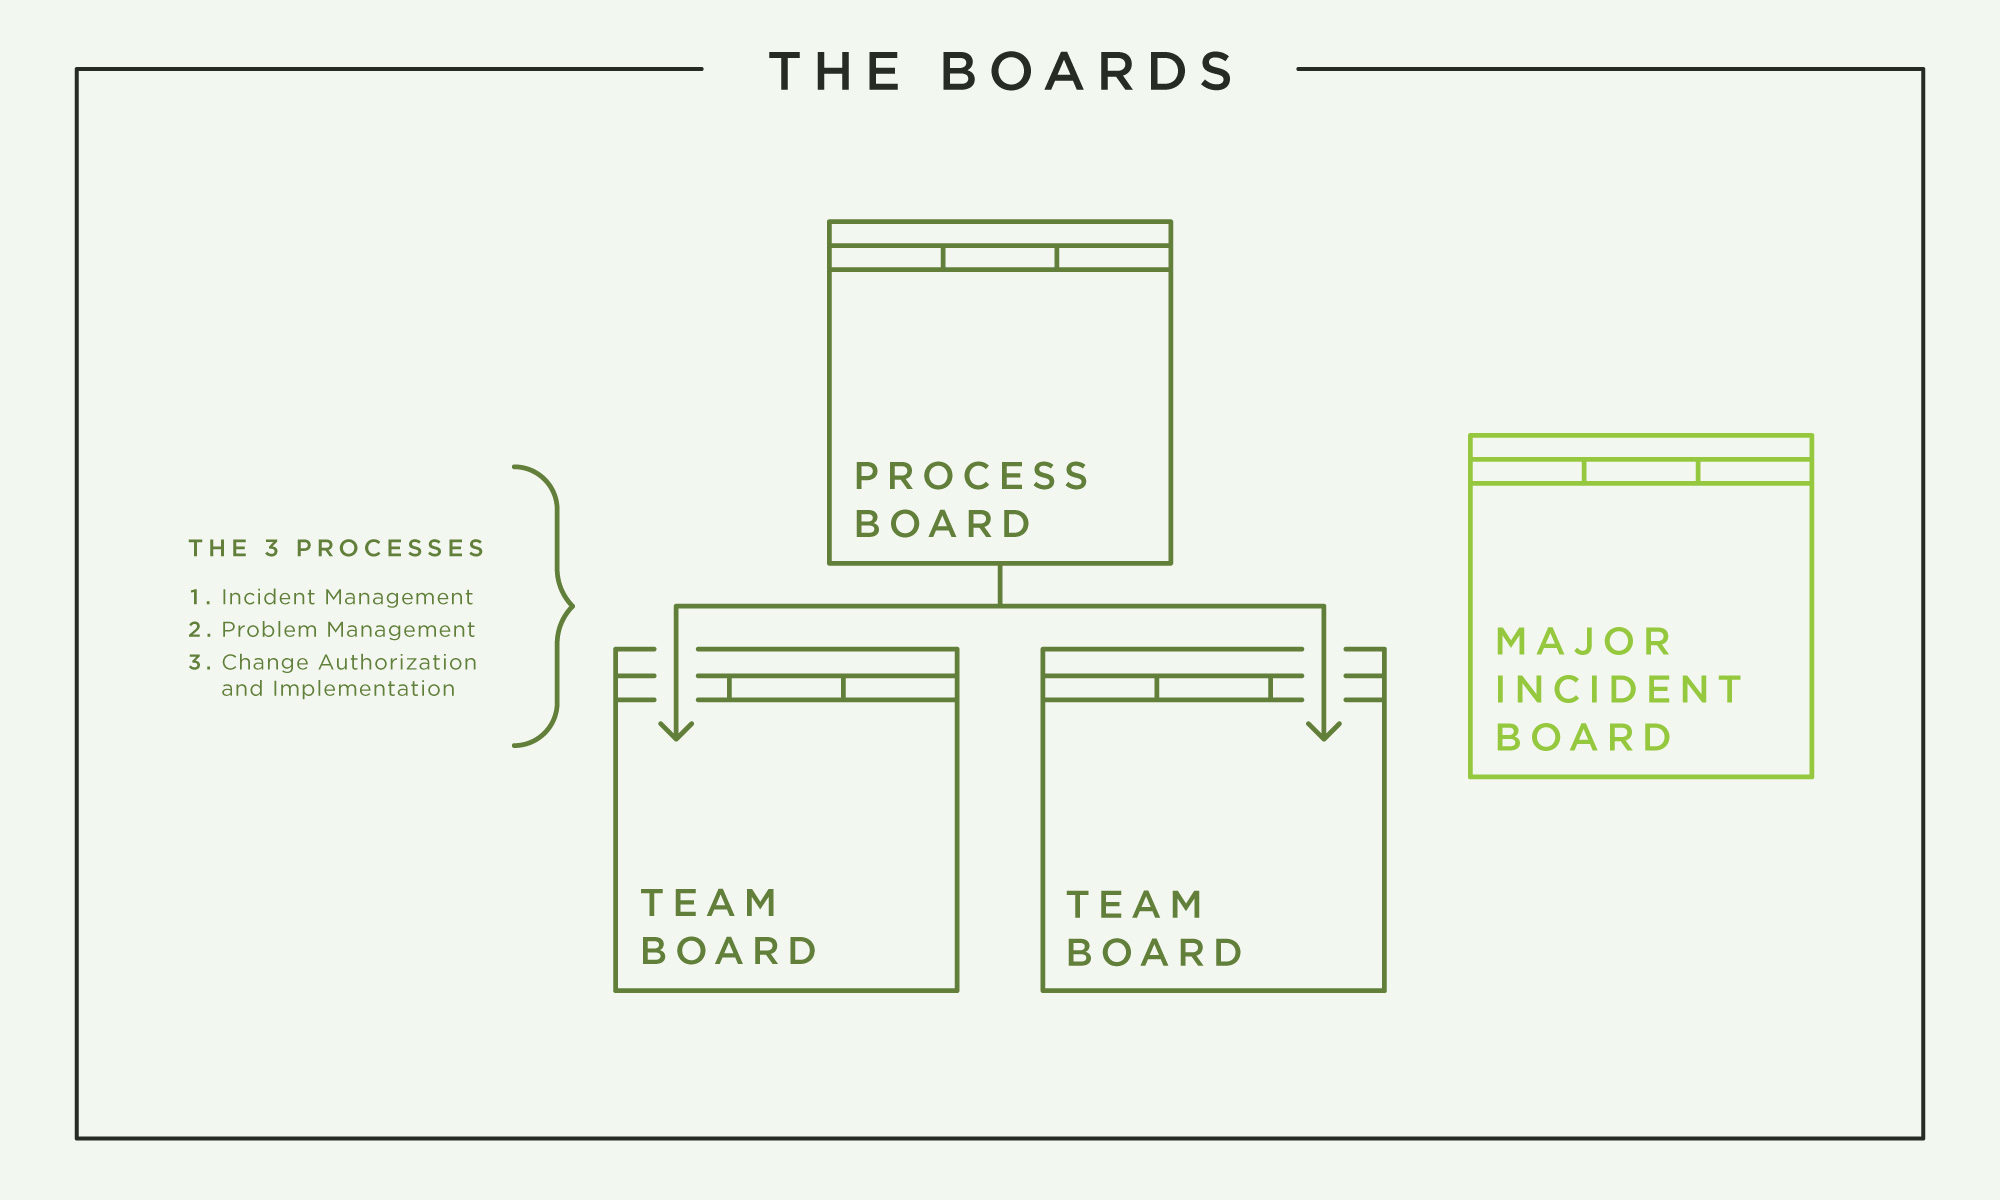 THE BOARDS
PROCESS
BOARD
THE 3 PROCESSES
1. Incident Management
2. Problem Management
3. Change Authorization
and Implementation
MAJOR
INCIDENT
BOARD
TEAM
BOARD
TEAM
BOARD